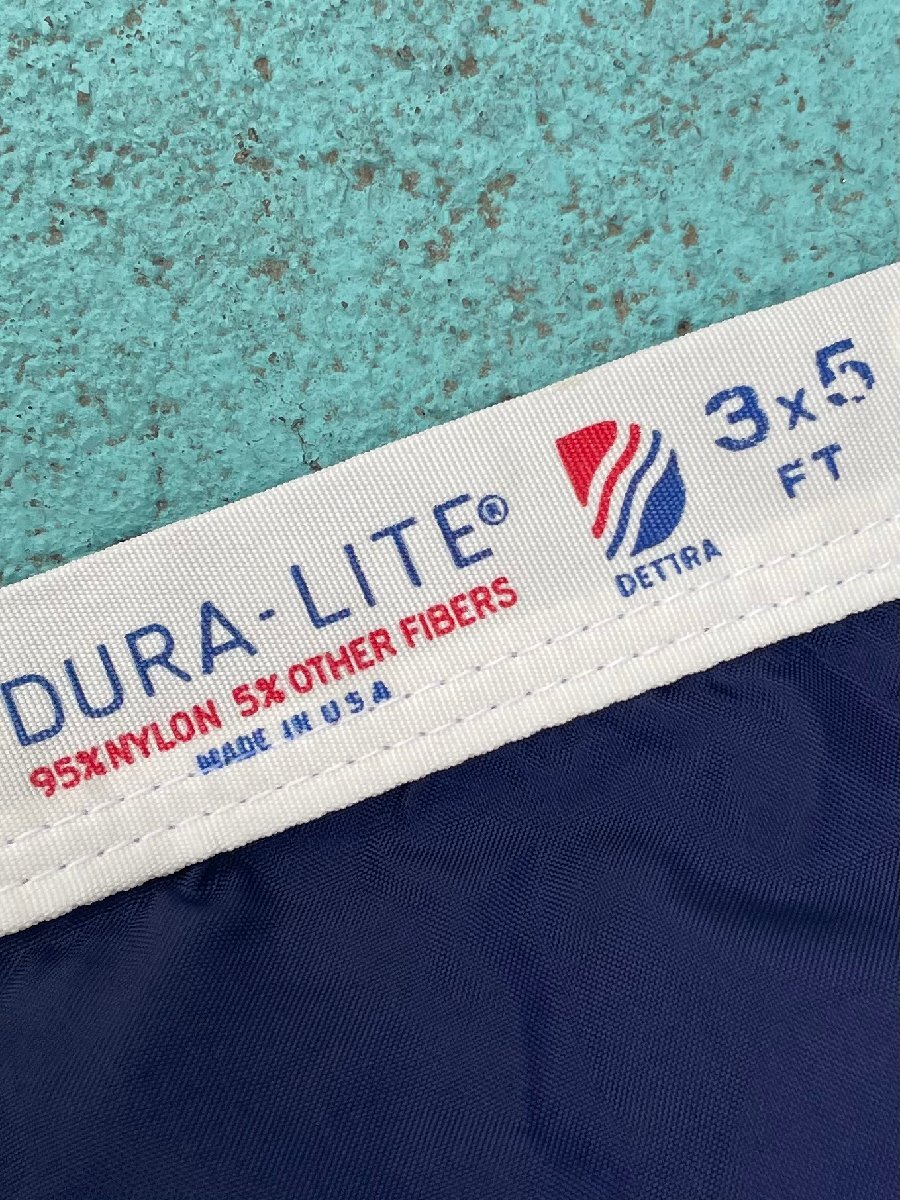 DURA-LITE®
95% NYLON 5% OTHER FIBERS
MADE IN USA
DETTRA
3x5
FT